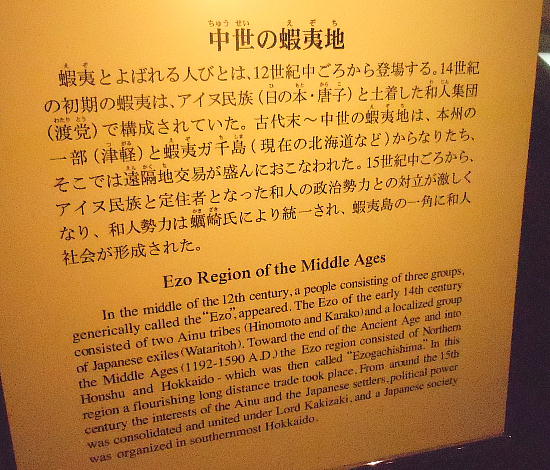 中世の蝦夷地
蝦夷とよばれる人びとは、12世紀中ごろから登場する。14世紀
の初期の蝦夷は、アイヌ民族(日の本・唐子)と土着した和人集団
(渡党)で構成されていた。古代末～中世の蝦夷地は、本州の
一部(津軽)と蝦夷ガ千島(現在の北海道など)からなりたち、
そこでは遠隔地交易が盛んにおこなわれた。15世紀中ごろから、
アイヌ民族と定住者となった和人の政治勢力との対立が激しく
なり、和人勢力は蠣崎氏により統一され、蝦夷島の一角に和人
社会が形成された。
Ezo Region of the Middle Ages
In the middle of the 12th century, a people consisting of three groups,
generically called the "Ezo", appeared. The Ezo of the early 14th century
consisted of two Ainu tribes (Hinomoto and Karako) and a localized group
of Japanese exiles (Wataritoh). Toward the end of the Ancient Age and into
the Middle Ages (1192-1590 A.D.) the Ezo region consisted of Northern
Honshu and Hokkaido - which was then called "Ezogachishima." In this
region a flourishing long distance trade took place. From around the 15th
century the interests of the Ainu and the Japanese settlers, political power
was consolidated and united under Lord Kakizaki, and a Japanese society
was organized in southernmost Hokkaido.